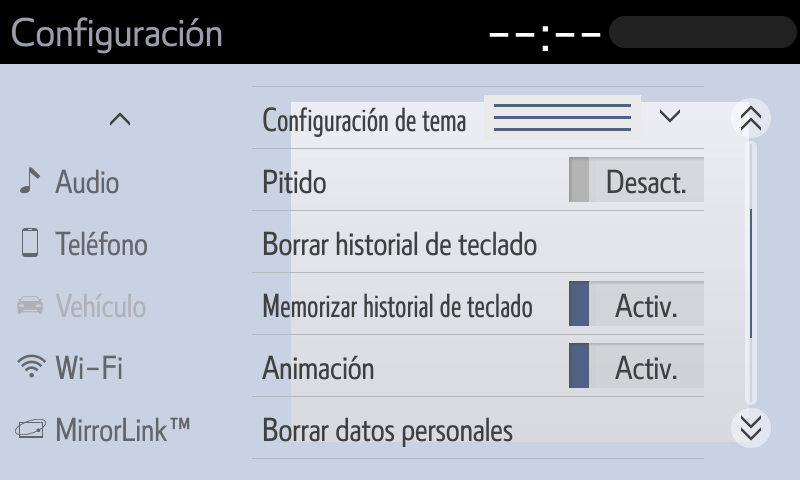 Configuración
--:--
Configuración de tema
Audio
Pitido
Desact.
Teléfono
Borrar historial de teclado
Vehículo
Memorizar historial de teclado
Activ.
Wi-Fi
Animación
Activ.
MirrorLink™
Borrar datos personales